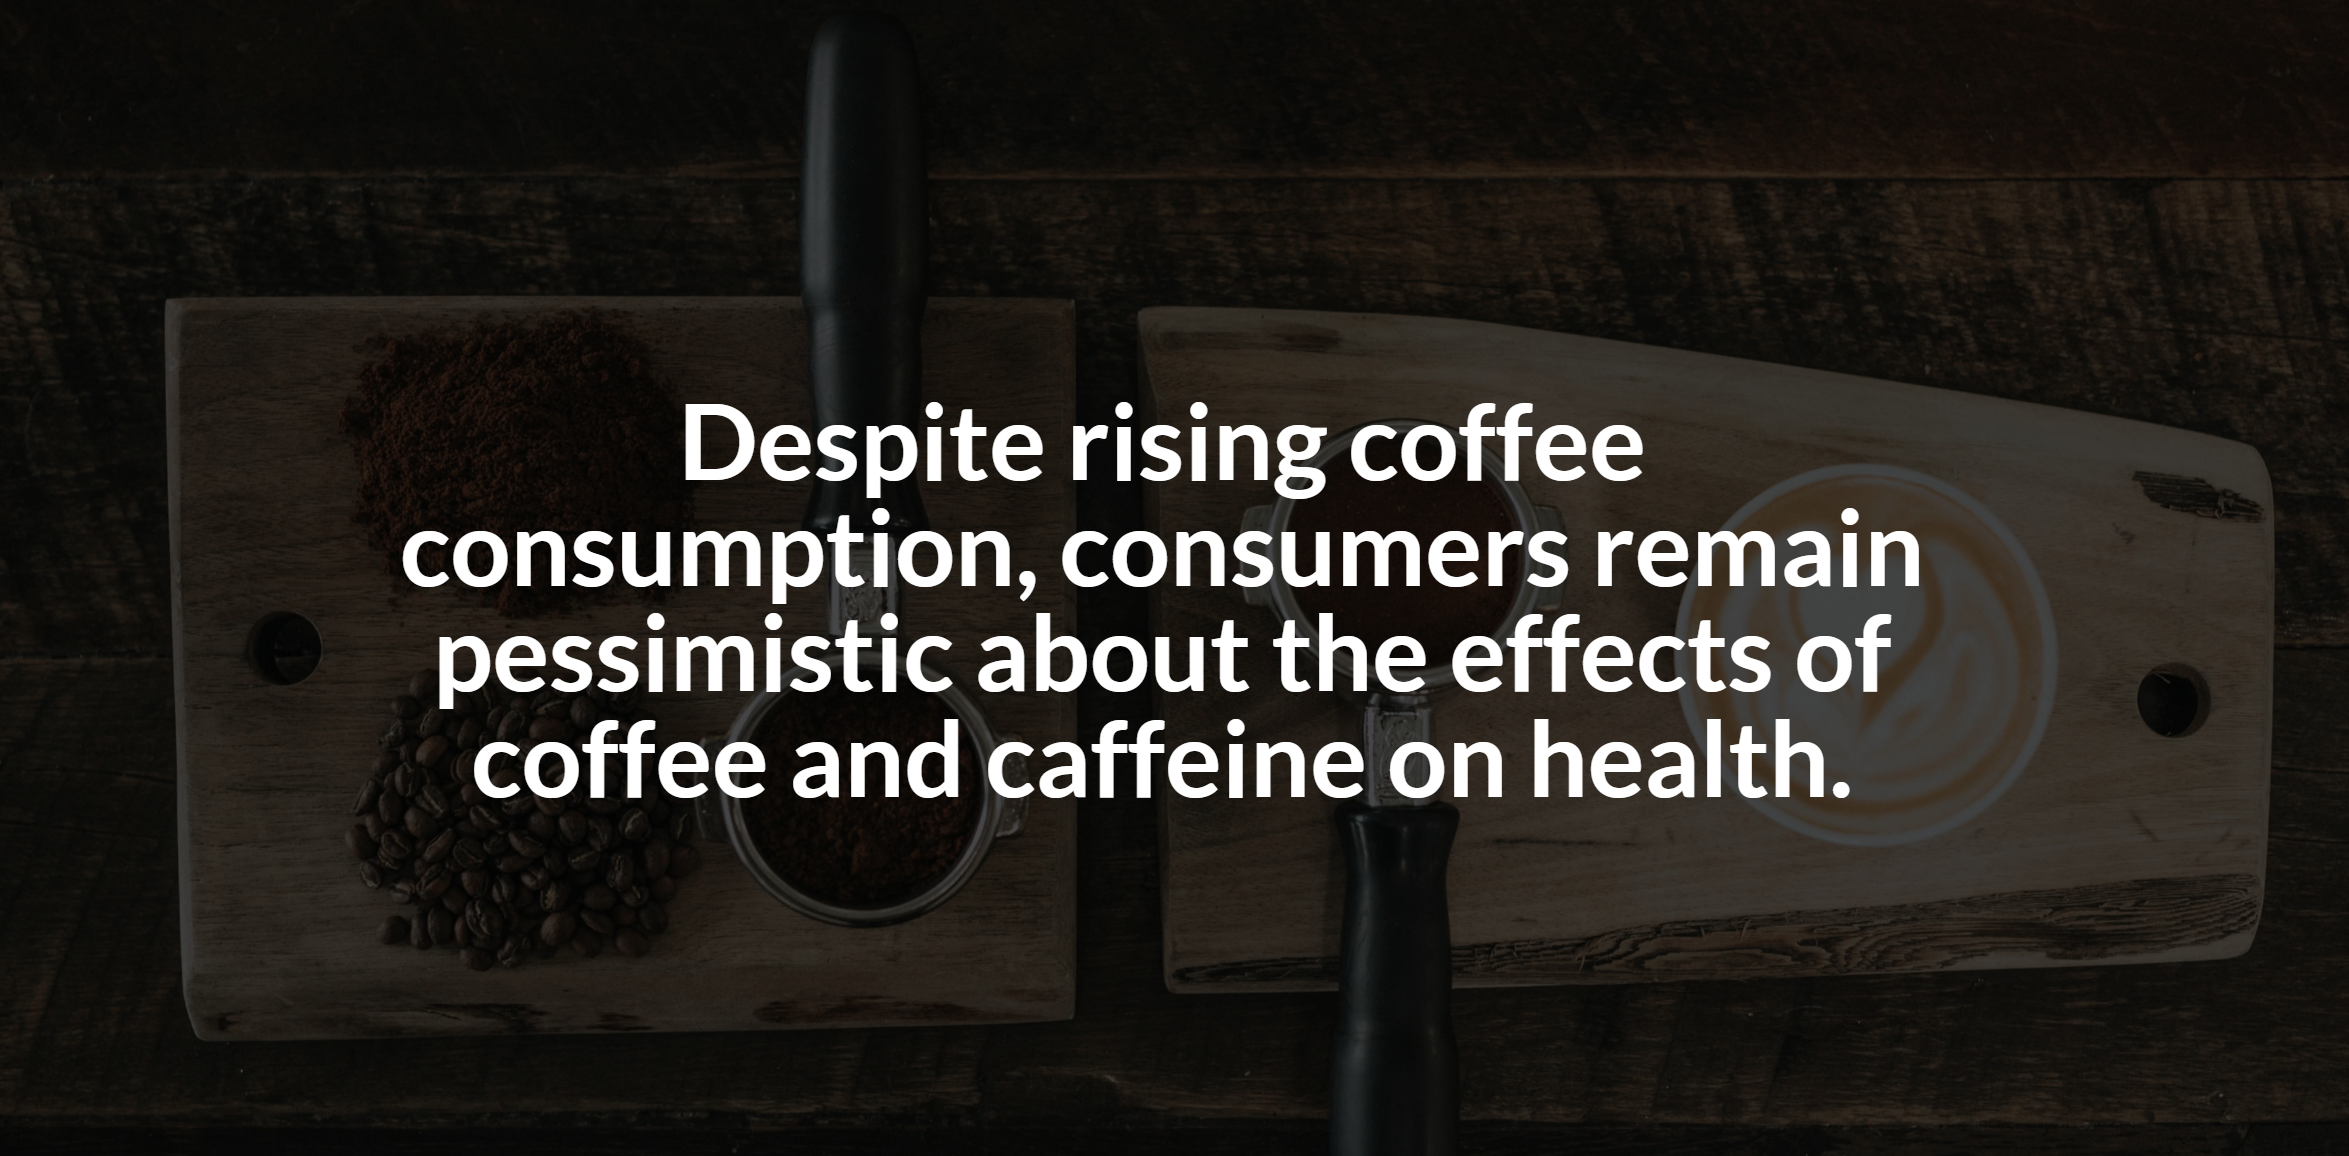 Despite rising coffee
consumption, consumers remain
pessimistic about the effects of
coffee and caffeine on health.